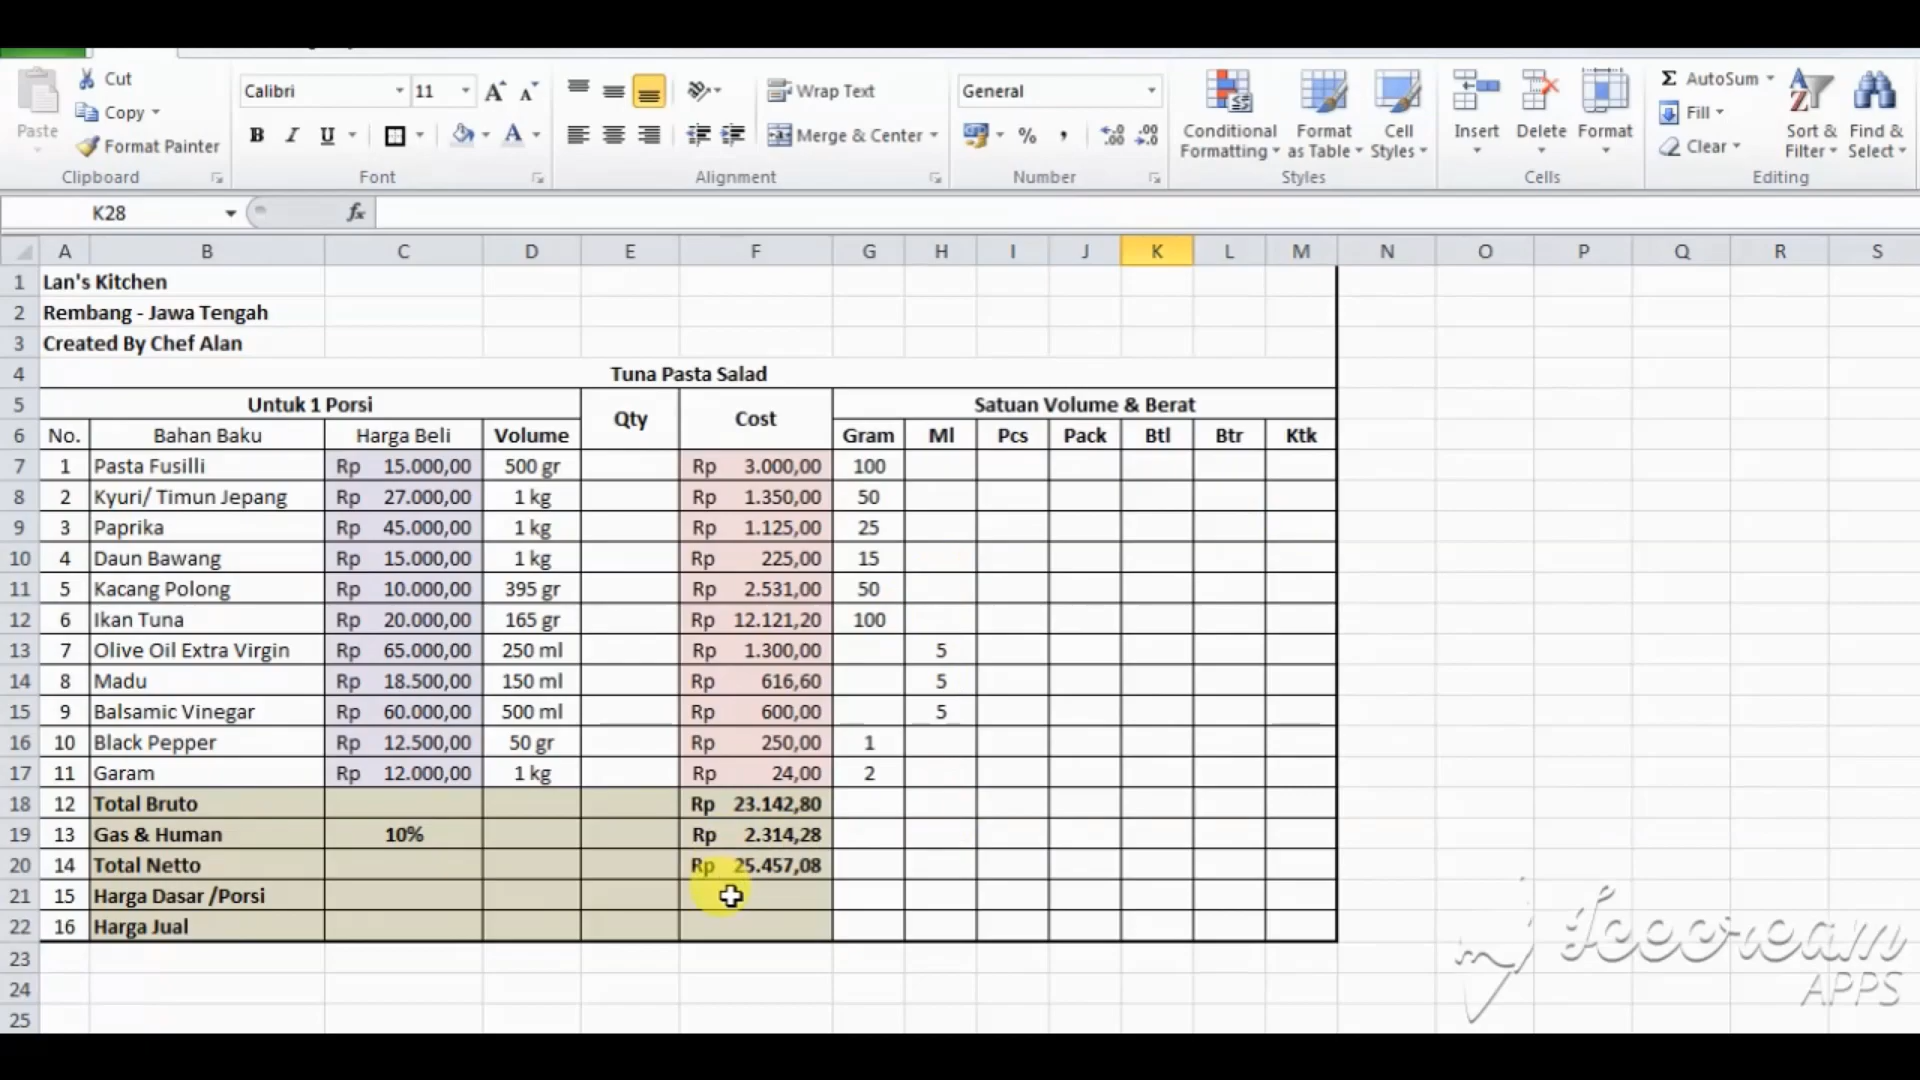 Cut
Copy
Format Painter
Paste
Clipboard
Calibri 11
B I U
Font
Wrap Text
Merge & Center
Alignment
General
%
Number
Conditional Formatting
Format as Table
Cell Styles
Styles
Insert Delete Format
Cells
Σ AutoSum
Fill
Clear
Sort & Filter
Find & Select
Editing
K28 fx
A B C D E F G H I J K L M N O P Q R S
1 Lan's Kitchen
2 Rembang - Jawa Tengah
3 Created By Chef Alan
4 Tuna Pasta Salad
5 Untuk 1 Porsi Qty Cost Satuan Volume & Berat
6 No. Bahan Baku Harga Beli Volume Gram Ml Pcs Pack Btl Btr Ktk
7 1 Pasta Fusilli Rp 15.000,00 500 gr Rp 3.000,00 100
8 2 Kyuri/ Timun Jepang Rp 27.000,00 1 kg Rp 1.350,00 50
9 3 Paprika Rp 45.000,00 1 kg Rp 1.125,00 25
10 4 Daun Bawang Rp 15.000,00 1 kg Rp 225,00 15
11 5 Kacang Polong Rp 10.000,00 395 gr Rp 2.531,00 50
12 6 Ikan Tuna Rp 20.000,00 165 gr Rp 12.121,20 100
13 7 Olive Oil Extra Virgin Rp 65.000,00 250 ml Rp 1.300,00 5
14 8 Madu Rp 18.500,00 150 ml Rp 616,60 5
15 9 Balsamic Vinegar Rp 60.000,00 500 ml Rp 600,00 5
16 10 Black Pepper Rp 12.500,00 50 gr Rp 250,00 1
17 11 Garam Rp 12.000,00 1 kg Rp 24,00 2
18 12 Total Bruto Rp 23.142,80
19 13 Gas & Human 10% Rp 2.314,28
20 14 Total Netto Rp 25.457,08
21 15 Harga Dasar /Porsi
22 16 Harga Jual
23
24
25
Icecream
APPS